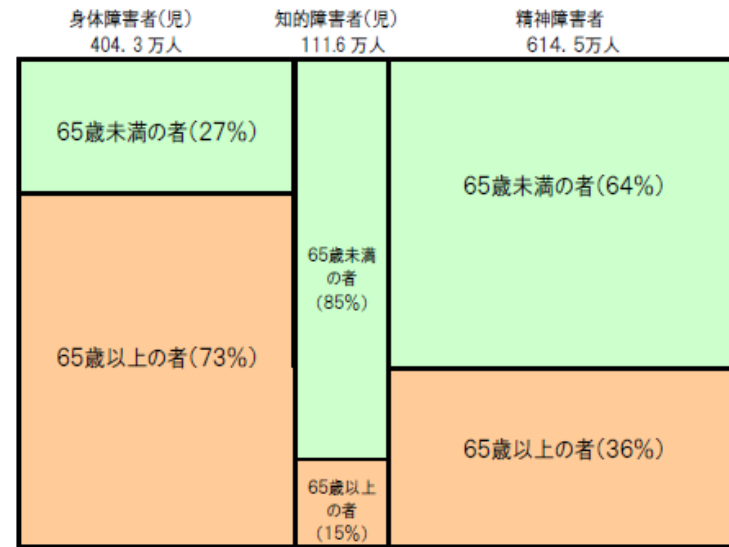 身体障害者(児)
404.3万人
知的障害者(児)
111.6万人
精神障害者
614.5万人
65歳未満の者(27%)
65歳以上の者(73%)
65歳未満
の者
(85%)
65歳以上
の者
(15%)
65歳未満の者(64%)
65歳以上の者(36%)